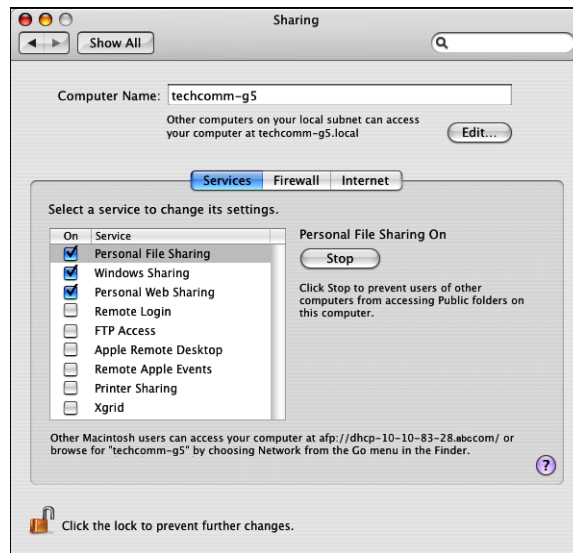 Sharing
Show All
Computer Name: techcomm-g5
Other computers on your local subnet can access
your computer at techcomm-g5.local
Edit...
Services Firewall Internet
Select a service to change its settings.
On Service
Personal File Sharing
Windows Sharing
Personal Web Sharing
Remote Login
FTP Access
Apple Remote Desktop
Remote Apple Events
Printer Sharing
Xgrid
Personal File Sharing On
Stop
Click Stop to prevent users of other
computers from accessing Public folders on
this computer.
Other Macintosh users can access your computer at afp://dhcp-10-10-83-28.abccom/ or
browse for "techcomm-g5" by choosing Network from the Go menu in the Finder.
?
Click the lock to prevent further changes.